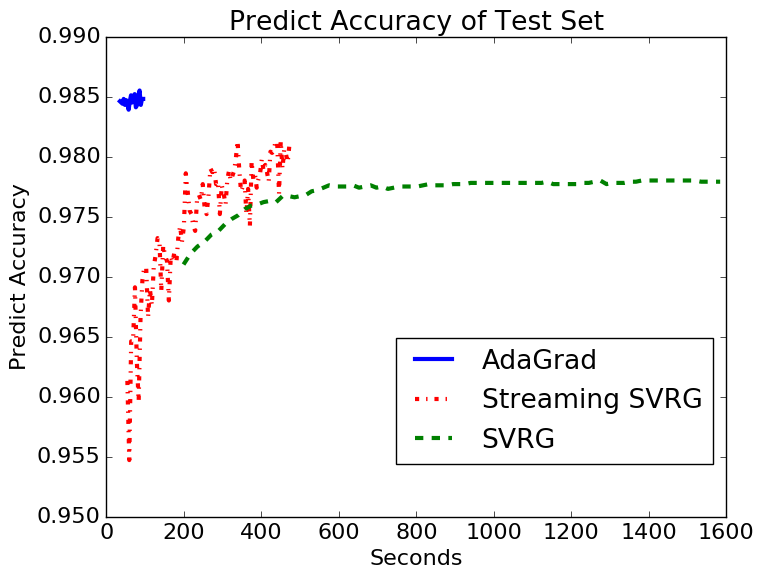 Predict Accuracy of Test Set
0.990
0.985
0.980
0.975
0.970
0.965
0.960
0.955
0.950
Predict Accuracy
AdaGrad
Streaming SVRG
SVRG
0 200 400 600 800 1000 1200 1400 1600
Seconds